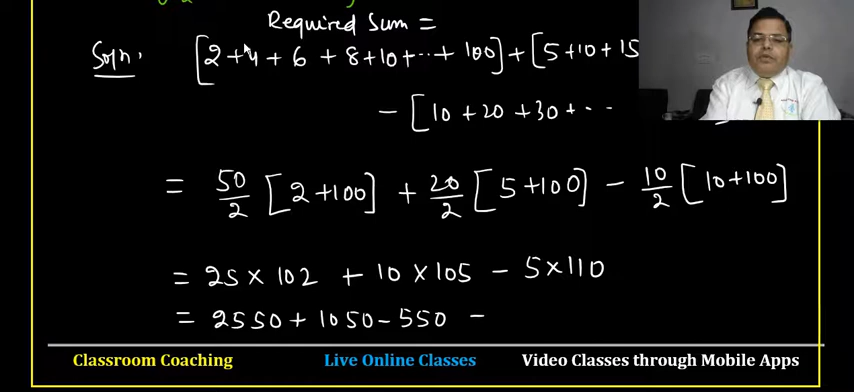 Required Sum =
Soln. [2 + 4 + 6 + 8 + 10 + ... + 100] + [5 + 10 + 15
- [10 + 20 + 30 + ...
= 50/2 [2 + 100] + 20/2 [5 + 100] - 10/2 [10 + 100]
= 25 × 102 + 10 × 105 - 5 × 110
= 2550 + 1050 - 550 -
Classroom Coaching Live Online Classes Video Classes through Mobile Apps